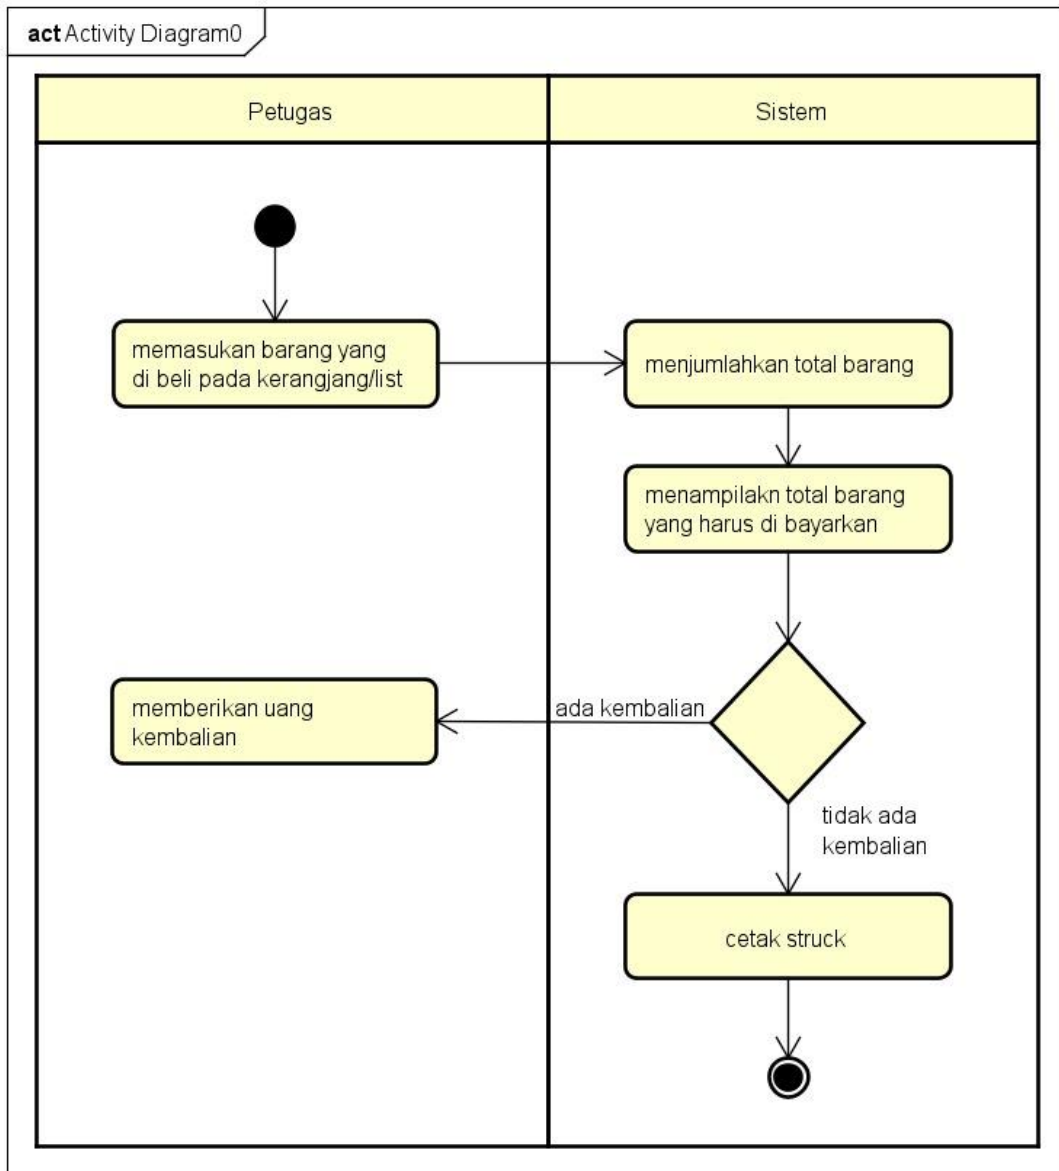 act Activity Diagram0
Petugas
Sistem
memasukan barang yang
di beli pada kerangjang/list
menjumlahkan total barang
menampilakn total barang
yang harus di bayarkan
memberikan uang
kembalian
ada kembalian
tidak ada
kembalian
cetak struck